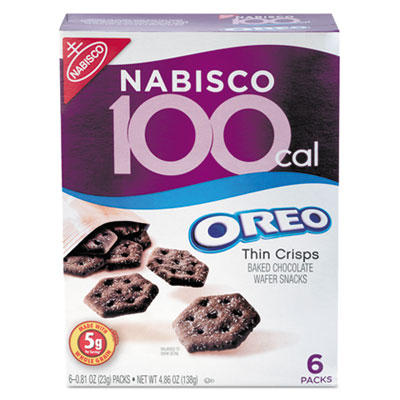 NABISCO
NABISCO
100 cal
OREO
Thin Crisps
BAKED CHOCOLATE
WAFER SNACKS
MADE WITH
5g
WHOLE GRAIN
6
PACKS
6–0.81 OZ (23g) PACKS • NET WT 4.86 OZ (138g)